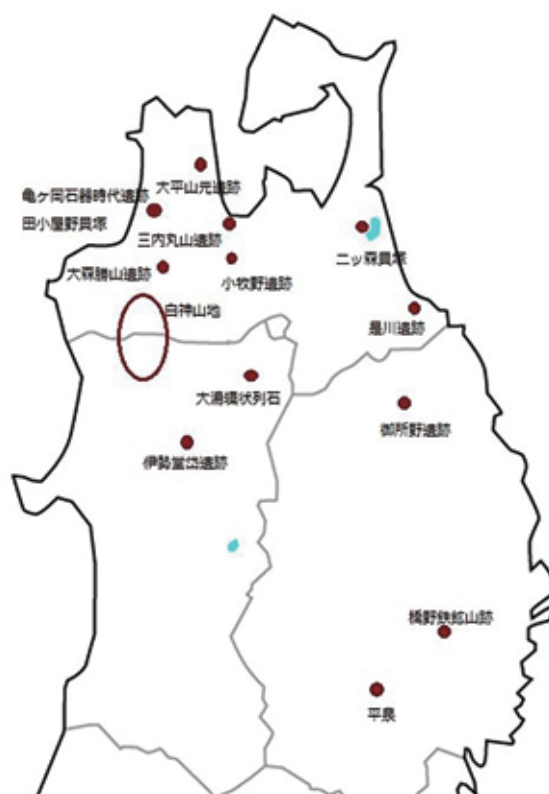 大平山元遺跡
亀ヶ岡石器時代遺跡
田小屋野貝塚
三内丸山遺跡
二ッ森貝塚
大森勝山遺跡
小牧野遺跡
白神山地
是川遺跡
大湯環状列石
御所野遺跡
伊勢堂岱遺跡
橋野鉄鉱山跡
平泉